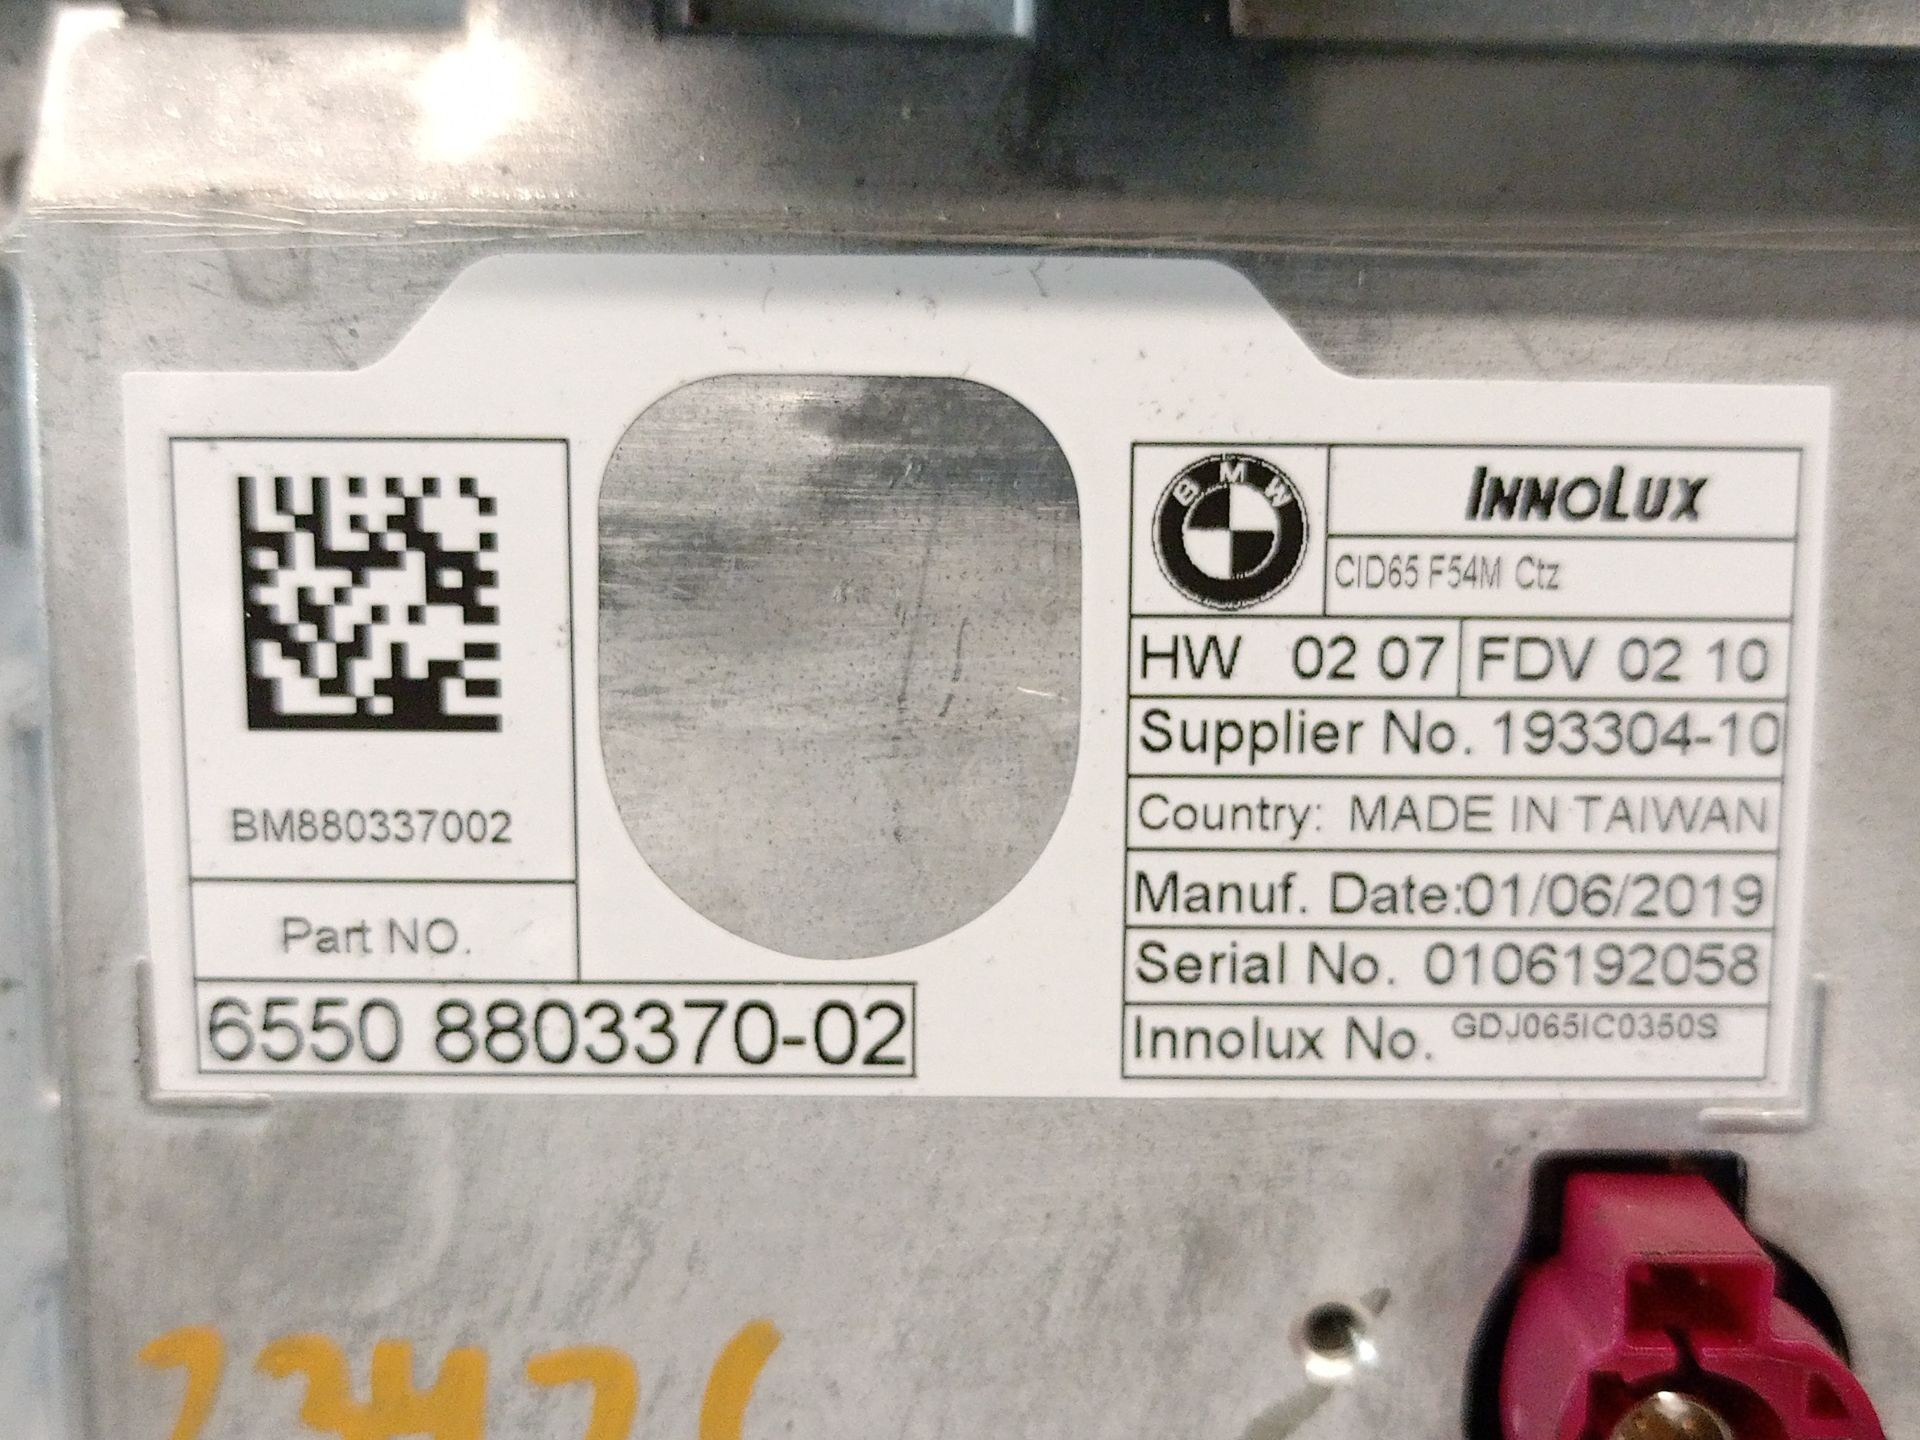 BM880337002
Part NO.
6550 8803370-02
BMW
INNOLUX
CID65 F54M Ctz
HW 02 07 FDV 02 10
Supplier No. 193304-10
Country: MADE IN TAIWAN
Manuf. Date:01/06/2019
Serial No. 0106192058
Innolux No. GDJ065IC0350S